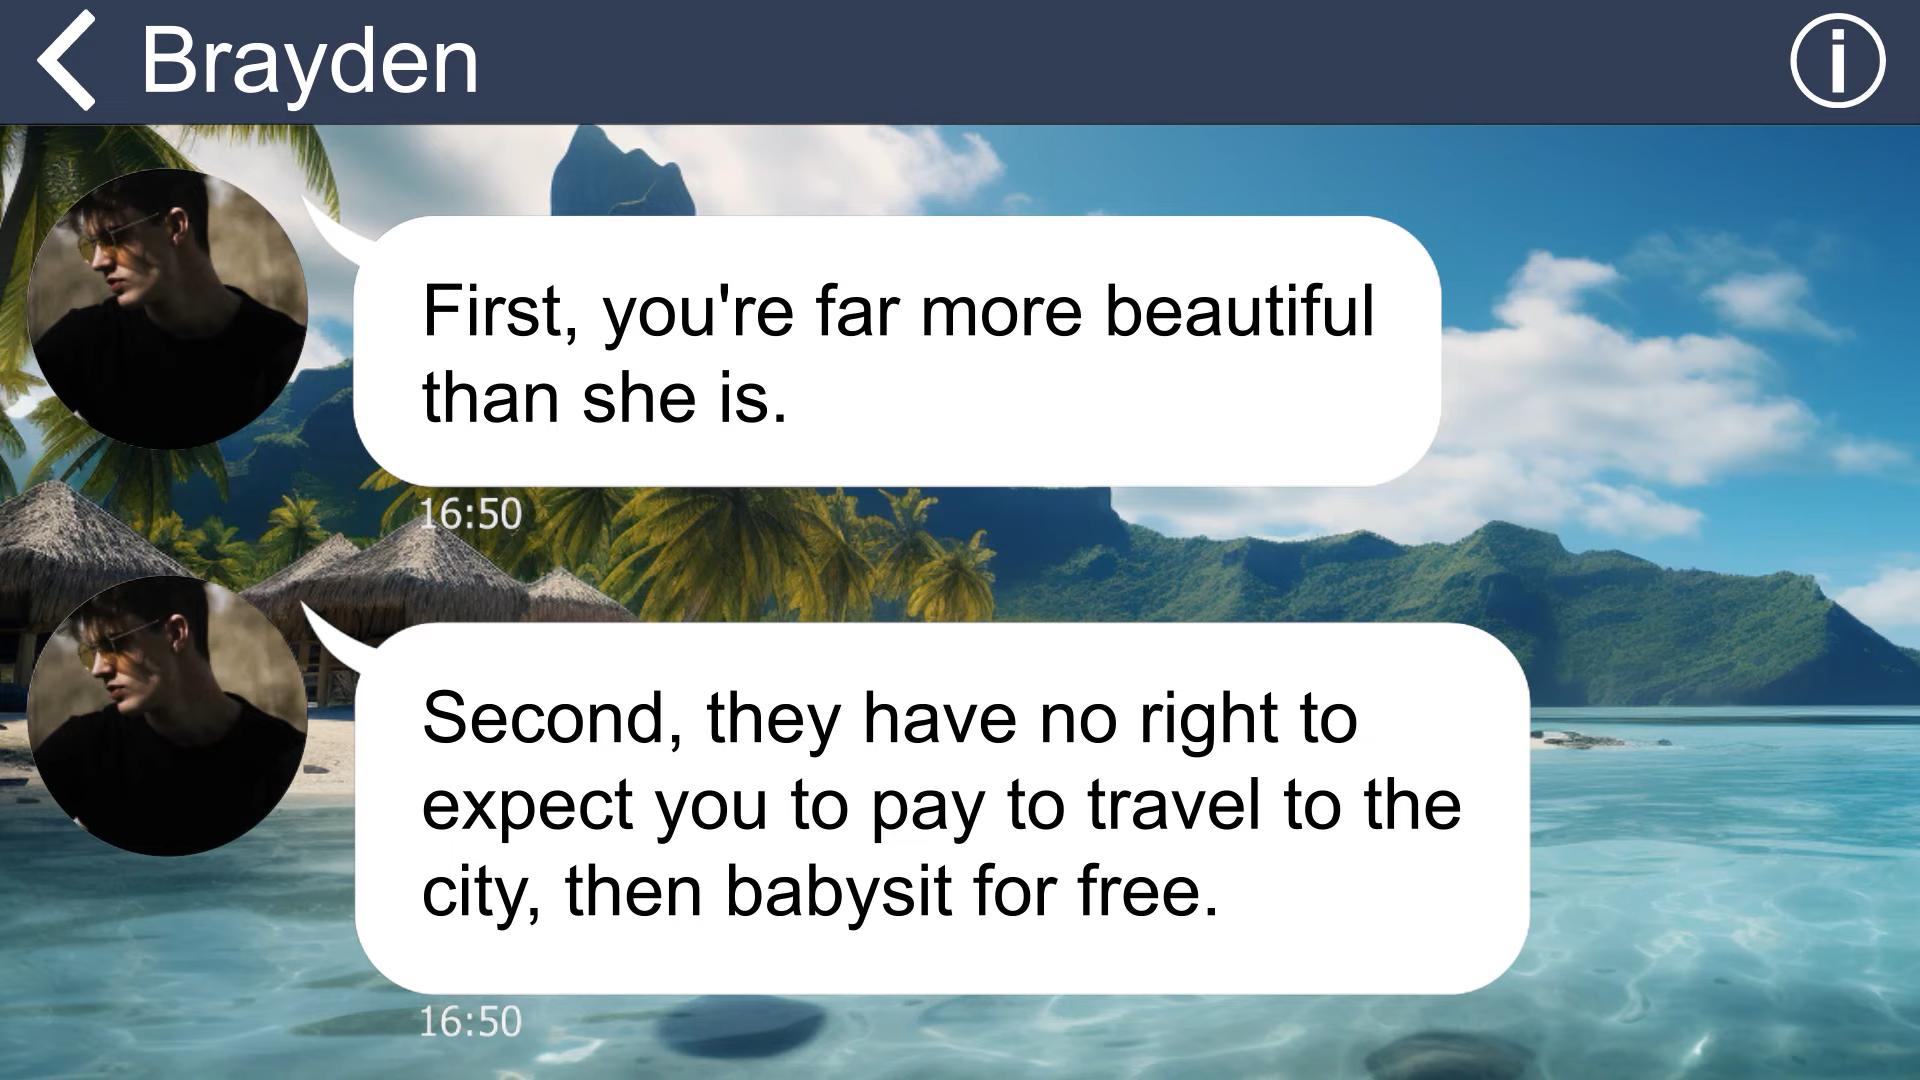 Brayden
First, you're far more beautiful
than she is.
16:50
Second, they have no right to
expect you to pay to travel to the
city, then babysit for free.
16:50